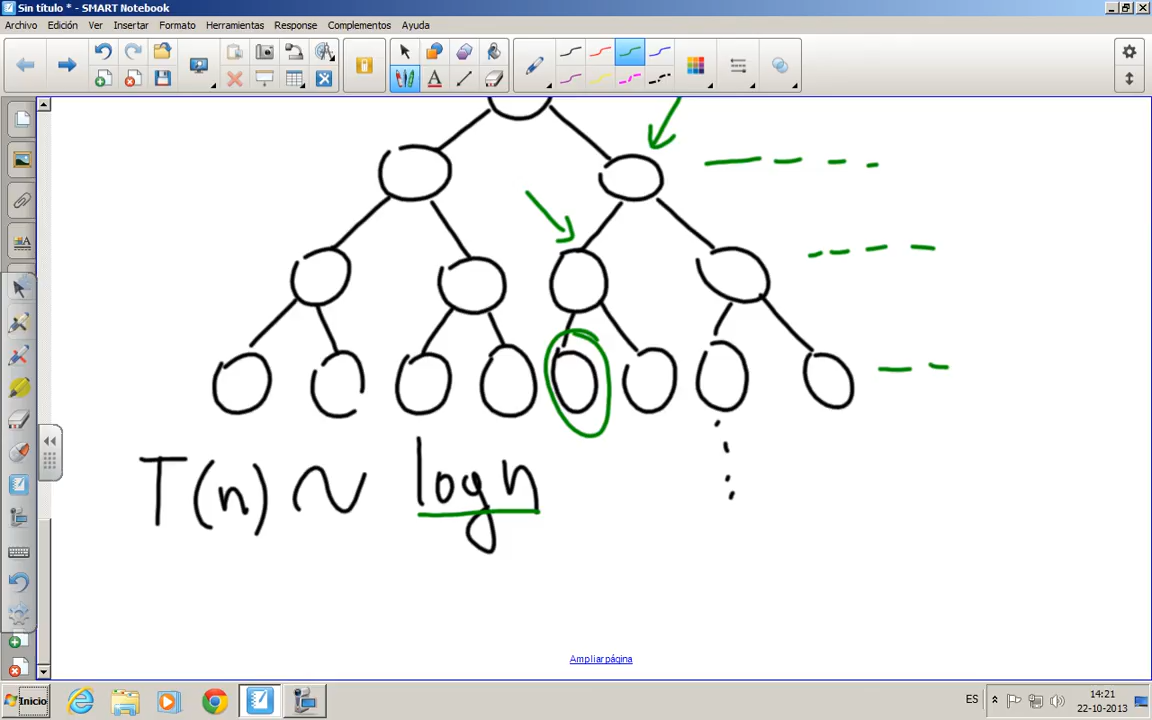 Sin título * - SMART Notebook
Archivo Edición Ver Insertar Formato Herramientas Response Complementos Ayuda
T(n) ~ log n
Ampliar página
Inicio
ES
14:21
22-10-2013